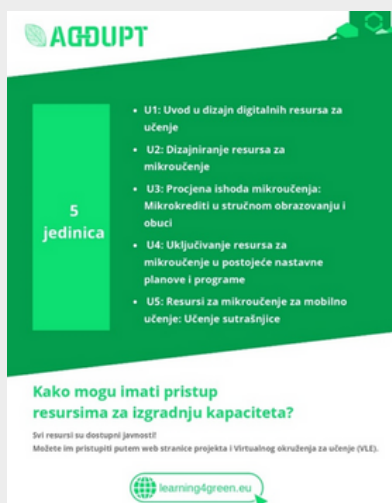 ADDUPT
5
jedinica
• U1: Uvod u dizajn digitalnih resursa za
učenje
• U2: Dizajniranje resursa za
mikroučenje
• U3: Procjena ishoda mikroučenja:
Mikrokrediti u stručnom obrazovanju i
obuci
• U4: Uključivanje resursa za
mikroučenje u postojeće nastavne
planove i programe
• U5: Resursi za mikroučenje za mobilno
učenje: Učenje sutrašnjice
Kako mogu imati pristup
resursima za izgradnju kapaciteta?
Svi resursi su dostupni javnosti!
Možete im pristupiti putem web stranice projekta i Virtualnog okruženja za učenje (VLE).
learning4green.eu